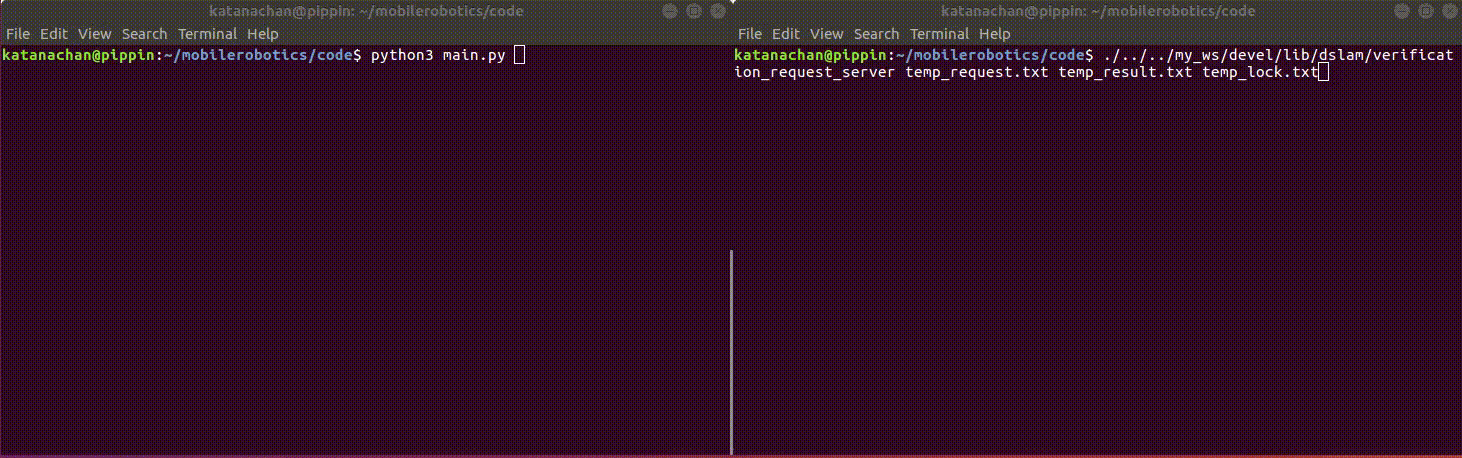 katanachan@pippin: ~/mobilerobotics/code
File Edit View Search Terminal Help
katanachan@pippin:~/mobilerobotics/code$ python3 main.py
katanachan@pippin: ~/mobilerobotics/code
File Edit View Search Terminal Help
katanachan@pippin:~/mobilerobotics/code$ ./../../my_ws/devel/lib/dslam/verificat
ion_request_server temp_request.txt temp_result.txt temp_lock.txt